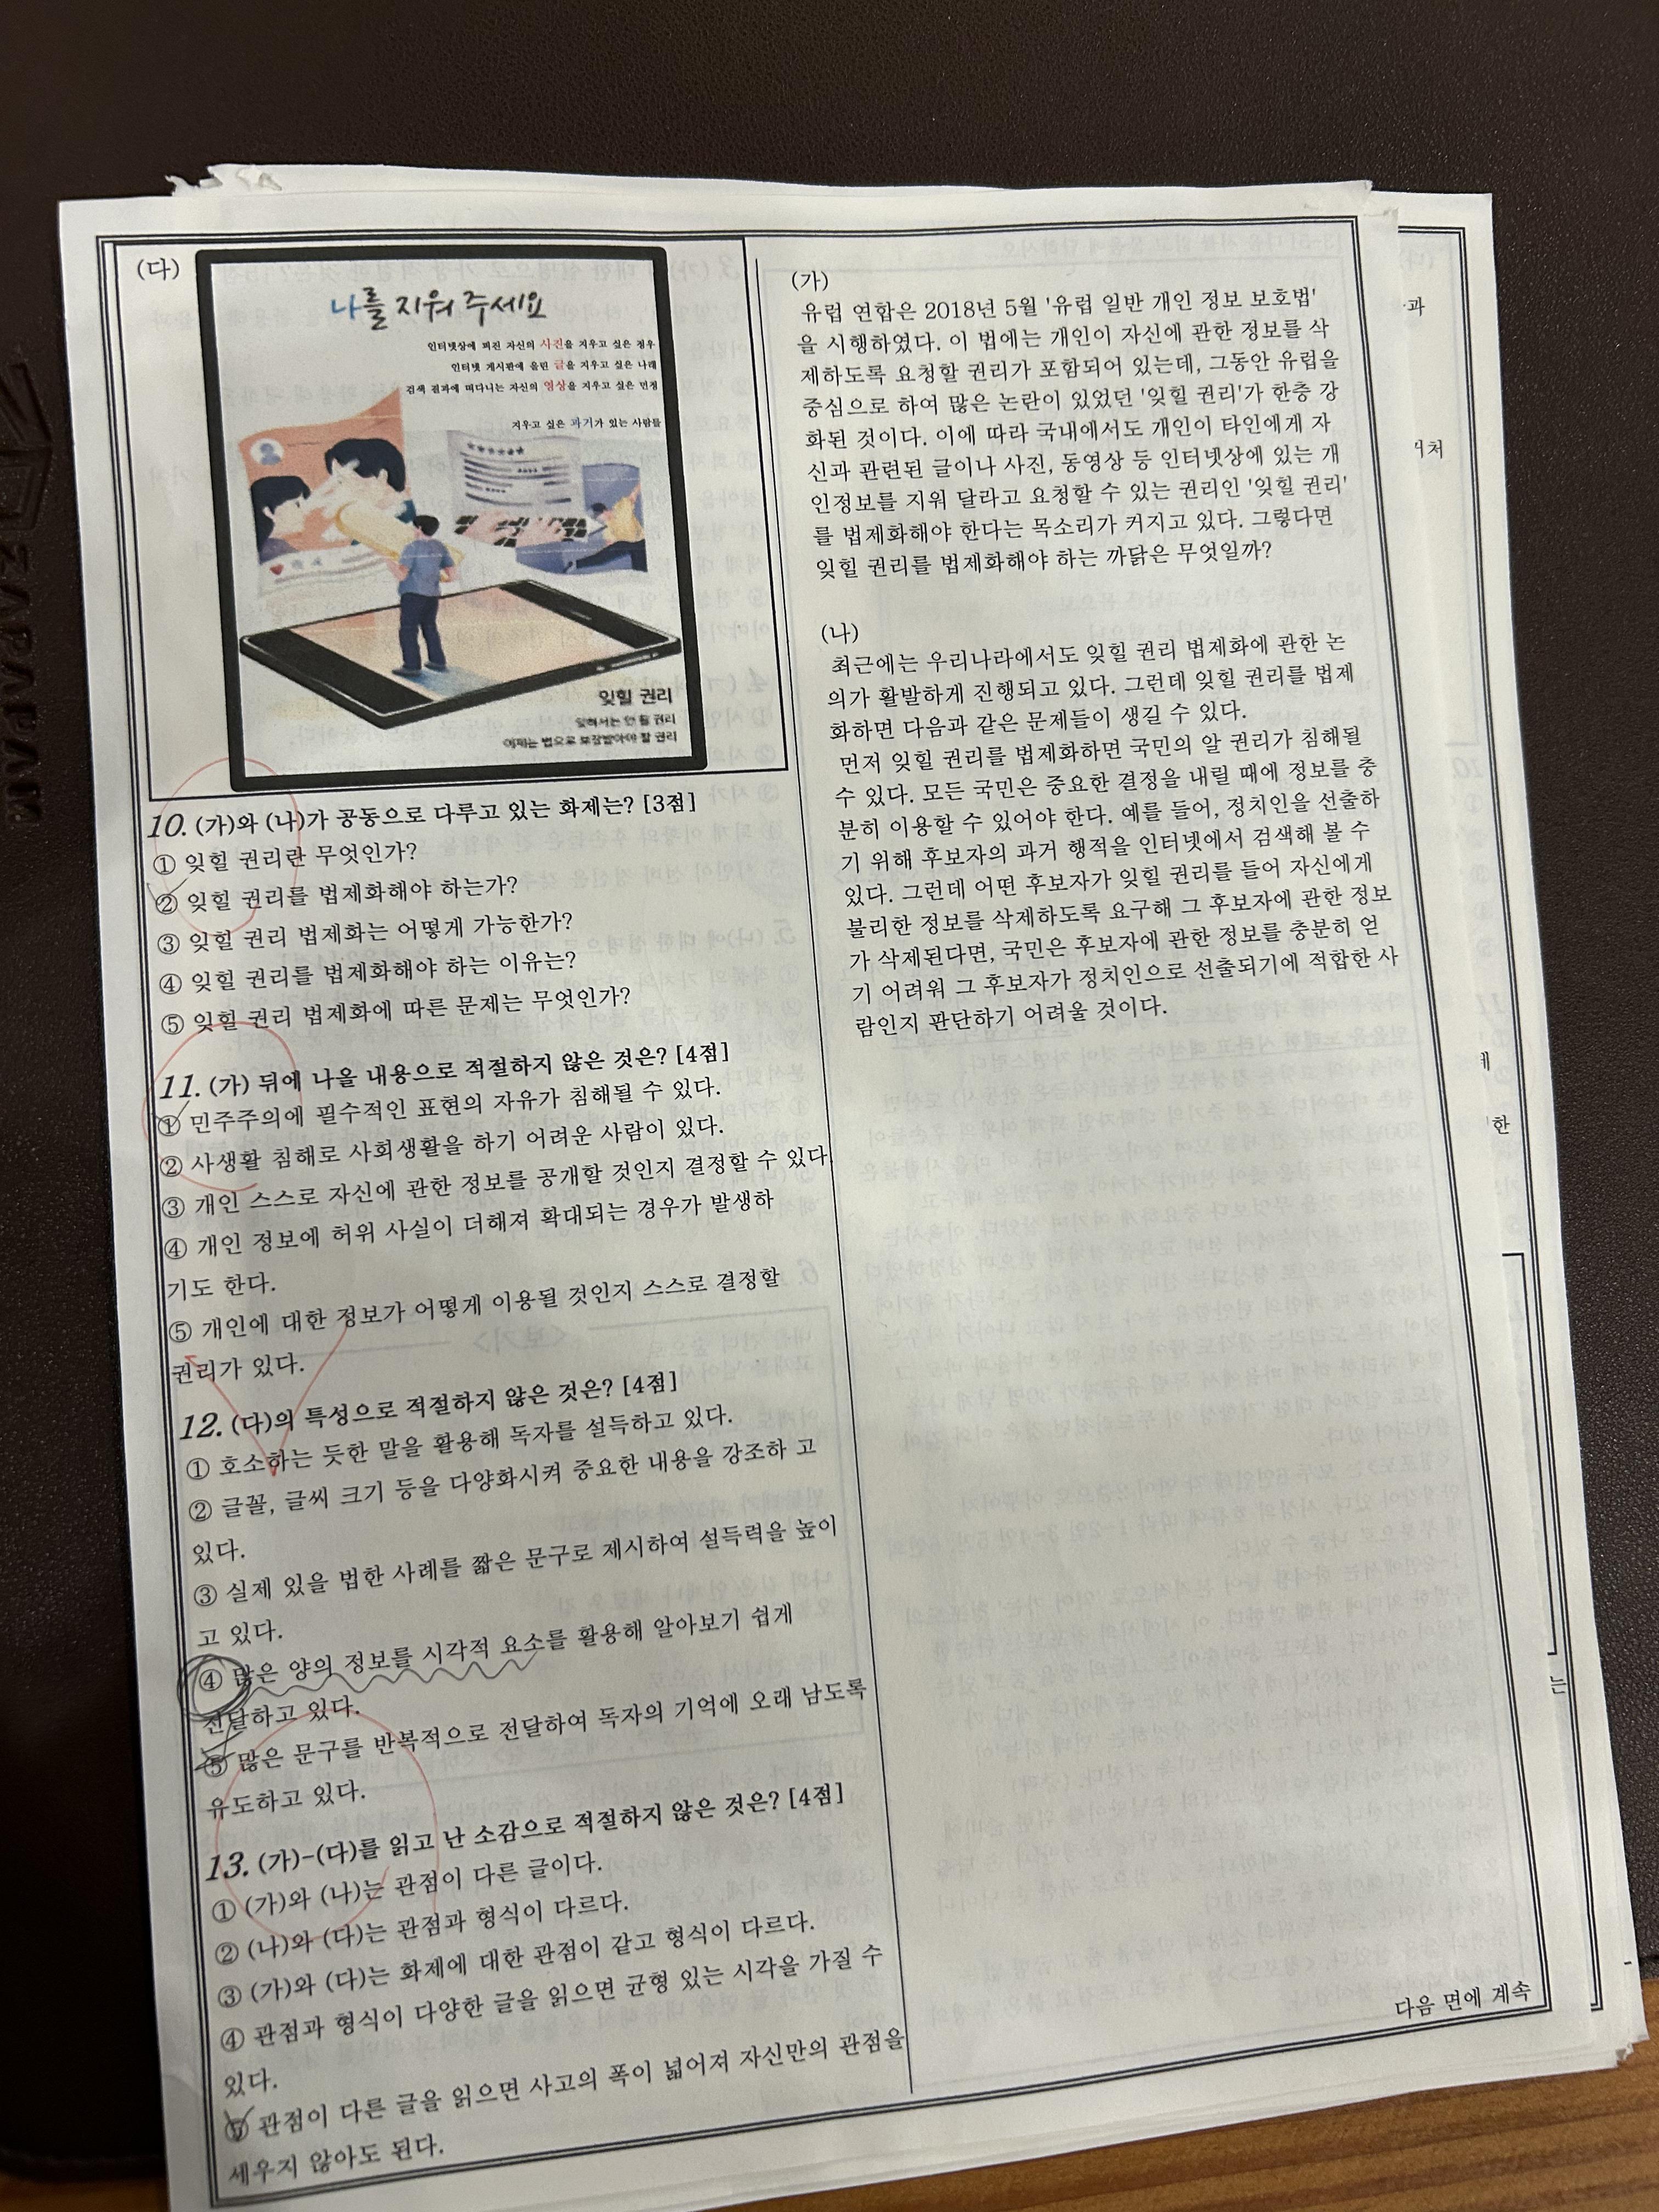 (다)
나를 지워 주세요
인터넷상에 퍼진 자신의 사진을 지우고 싶은 정우
인터넷 게시판에 올린 글을 지우고 싶은 나래
검색 결과에 떠다니는 자신의 영상을 지우고 싶은 민정
지우고 싶은 과거가 있는 사람들
잊힐 권리
잊혀서는 안 될 권리
이제는 법으로 보장받아야 할 권리
10. (가)와 (나)가 공동으로 다루고 있는 화제는? [3점]
① 잊힐 권리란 무엇인가?
② 잊힐 권리를 법제화해야 하는가?
③ 잊힐 권리 법제화는 어떻게 가능한가?
④ 잊힐 권리를 법제화해야 하는 이유는?
⑤ 잊힐 권리 법제화에 따른 문제는 무엇인가?
11. (가) 뒤에 나올 내용으로 적절하지 않은 것은? [4점]
① 민주주의에 필수적인 표현의 자유가 침해될 수 있다.
② 사생활 침해로 사회생활을 하기 어려운 사람이 있다.
③ 개인 스스로 자신에 관한 정보를 공개할 것인지 결정할 수 있다.
④ 개인 정보에 허위 사실이 더해져 확대되는 경우가 발생하
기도 한다.
⑤ 개인에 대한 정보가 어떻게 이용될 것인지 스스로 결정할
권리가 있다.
12. (다)의 특성으로 적절하지 않은 것은? [4점]
① 호소하는 듯한 말을 활용해 독자를 설득하고 있다.
② 글꼴, 글씨 크기 등을 다양화시켜 중요한 내용을 강조하 고
있다.
③ 실제 있을 법한 사례를 짧은 문구로 제시하여 설득력을 높이
고 있다.
④ 많은 양의 정보를 시각적 요소를 활용해 알아보기 쉽게
전달하고 있다.
⑤ 많은 문구를 반복적으로 전달하여 독자의 기억에 오래 남도록
유도하고 있다.
13. (가)-(다)를 읽고 난 소감으로 적절하지 않은 것은? [4점]
① (가)와 (나)는 관점이 다른 글이다.
② (나)와 (다)는 관점과 형식이 다르다.
③ (가)와 (다)는 화제에 대한 관점이 같고 형식이 다르다.
④ 관점과 형식이 다양한 글을 읽으면 균형 있는 시각을 가질 수
있다.
⑤ 관점이 다른 글을 읽으면 사고의 폭이 넓어져 자신만의 관점을
세우지 않아도 된다.
(가)
유럽 연합은 2018년 5월 '유럽 일반 개인 정보 보호법'
을 시행하였다. 이 법에는 개인이 자신에 관한 정보를 삭
제하도록 요청할 권리가 포함되어 있는데, 그동안 유럽을
중심으로 하여 많은 논란이 있었던 '잊힐 권리'가 한층 강
화된 것이다. 이에 따라 국내에서도 개인이 타인에게 자
신과 관련된 글이나 사진, 동영상 등 인터넷상에 있는 개
인정보를 지워 달라고 요청할 수 있는 권리인 '잊힐 권리'
를 법제화해야 한다는 목소리가 커지고 있다. 그렇다면
잊힐 권리를 법제화해야 하는 까닭은 무엇일까?
(나)
최근에는 우리나라에서도 잊힐 권리 법제화에 관한 논
의가 활발하게 진행되고 있다. 그런데 잊힐 권리를 법제
화하면 다음과 같은 문제들이 생길 수 있다.
먼저 잊힐 권리를 법제화하면 국민의 알 권리가 침해될
수 있다. 모든 국민은 중요한 결정을 내릴 때에 정보를 충
분히 이용할 수 있어야 한다. 예를 들어, 정치인을 선출하
기 위해 후보자의 과거 행적을 인터넷에서 검색해 볼 수
있다. 그런데 어떤 후보자가 잊힐 권리를 들어 자신에게
불리한 정보를 삭제하도록 요구해 그 후보자에 관한 정보
가 삭제된다면, 국민은 후보자에 관한 정보를 충분히 얻
기 어려워 그 후보자가 정치인으로 선출되기에 적합한 사
람인지 판단하기 어려울 것이다.
다음 면에 계속
과
한
는
PAPAM